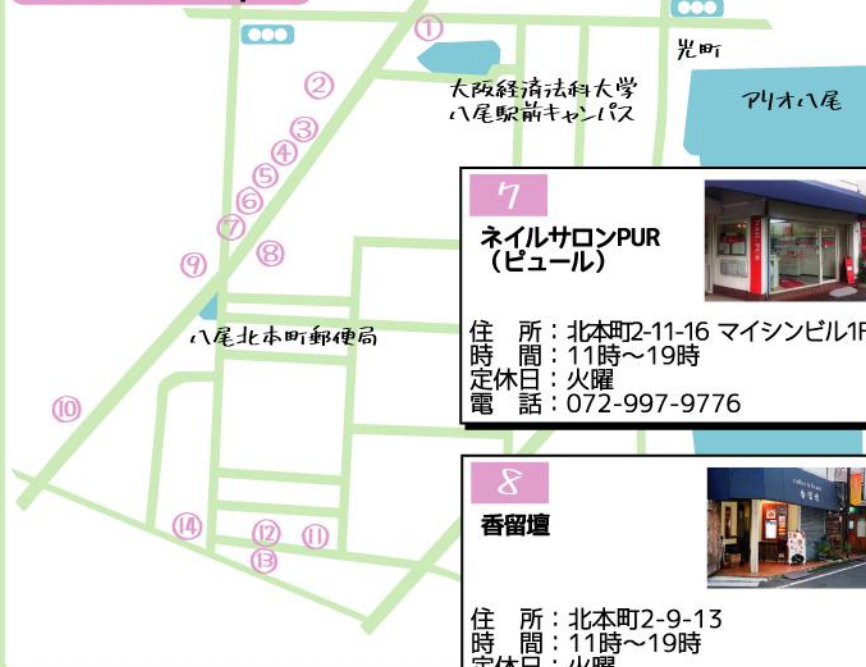 ①
光町
②
大阪経済法科大学
八尾駅前キャンパス
アリオ八尾
③
④
⑤
⑥
⑦
⑧
⑨
八尾北本町郵便局
⑩
⑪
⑫
⑬
⑭
7
ネイルサロンPUR
(ピュール)
住 所:北本町2-11-16 マイシンビル1F
時 間:11時~19時
定休日:火曜
電 話:072-997-9776
8
香留壇
住 所:北本町2-9-13
時 間:11時~19時
定休日:火曜